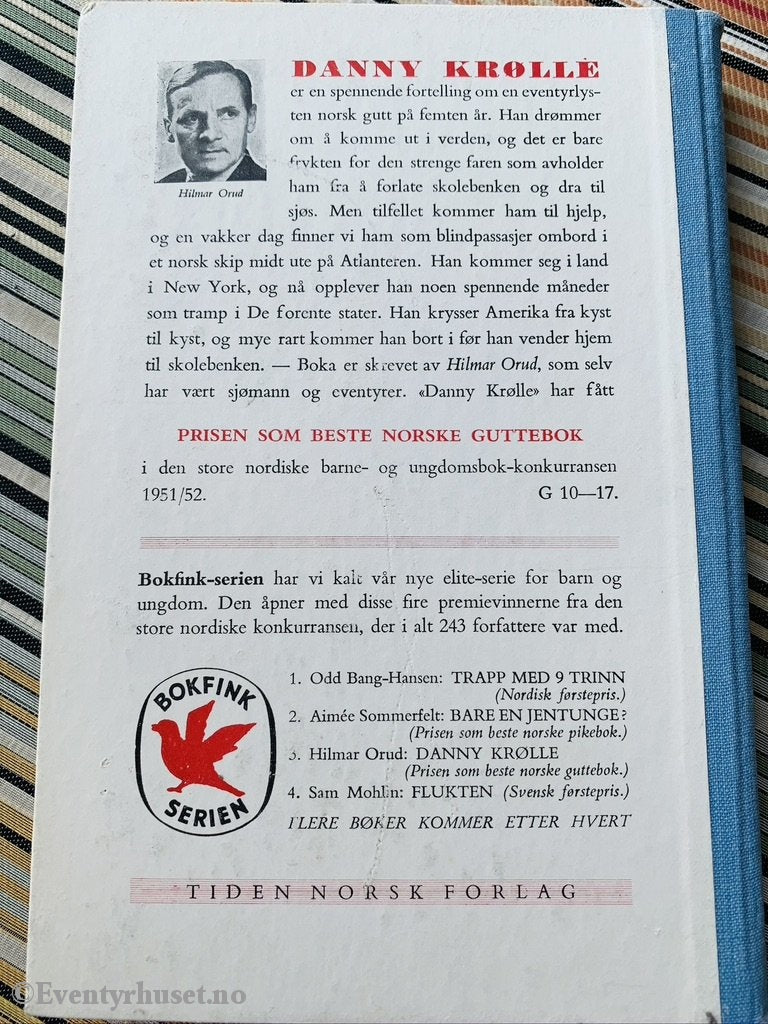 DANNY KRØLLE
er en spennende fortelling om en eventyrlys-
ten norsk gutt på femten år. Han drømmer
om å komme ut i verden, og det er bare
frykten for den strenge faren som avholder
ham fra å forlate skolebenken og dra til
sjøs. Men tilfellet kommer ham til hjelp,
og en vakker dag finner vi ham som blindpassasjer ombord i
et norsk skip midt ute på Atlanteren. Han kommer seg i land
i New York, og nå opplever han noen spennende måneder
som tramp i De forente stater. Han krysser Amerika fra kyst
til kyst, og mye rart kommer han bort i før han vender hjem
til skolebenken. — Boka er skrevet av Hilmar Orud, som selv
har vært sjømann og eventyrer. «Danny Krølle» har fått
Hilmar Orud
PRISEN SOM BESTE NORSKE GUTTEBOK
i den store nordiske barne- og ungdomsbok-konkurransen
1951/52. G 10—17.
Bokfink-serien har vi kalt vår nye elite-serie for barn og
ungdom. Den åpner med disse fire premievinnerne fra den
store nordiske konkurransen, der i alt 243 forfattere var med.
BOKFINK
SERIEN
1. Odd Bang-Hansen: TRAPP MED 9 TRINN
(Nordisk førstepris.)
2. Aimée Sommerfelt: BARE EN JENTUNGE?
(Prisen som beste norske pikebok.)
3. Hilmar Orud: DANNY KRØLLE
(Prisen som beste norske guttebok.)
4. Sam Mohlin: FLUKTEN (Svensk førstepris.)
FLERE BØKER KOMMER ETTER HVERT
TIDEN NORSK FORLAG
©Eventyrhuset.no